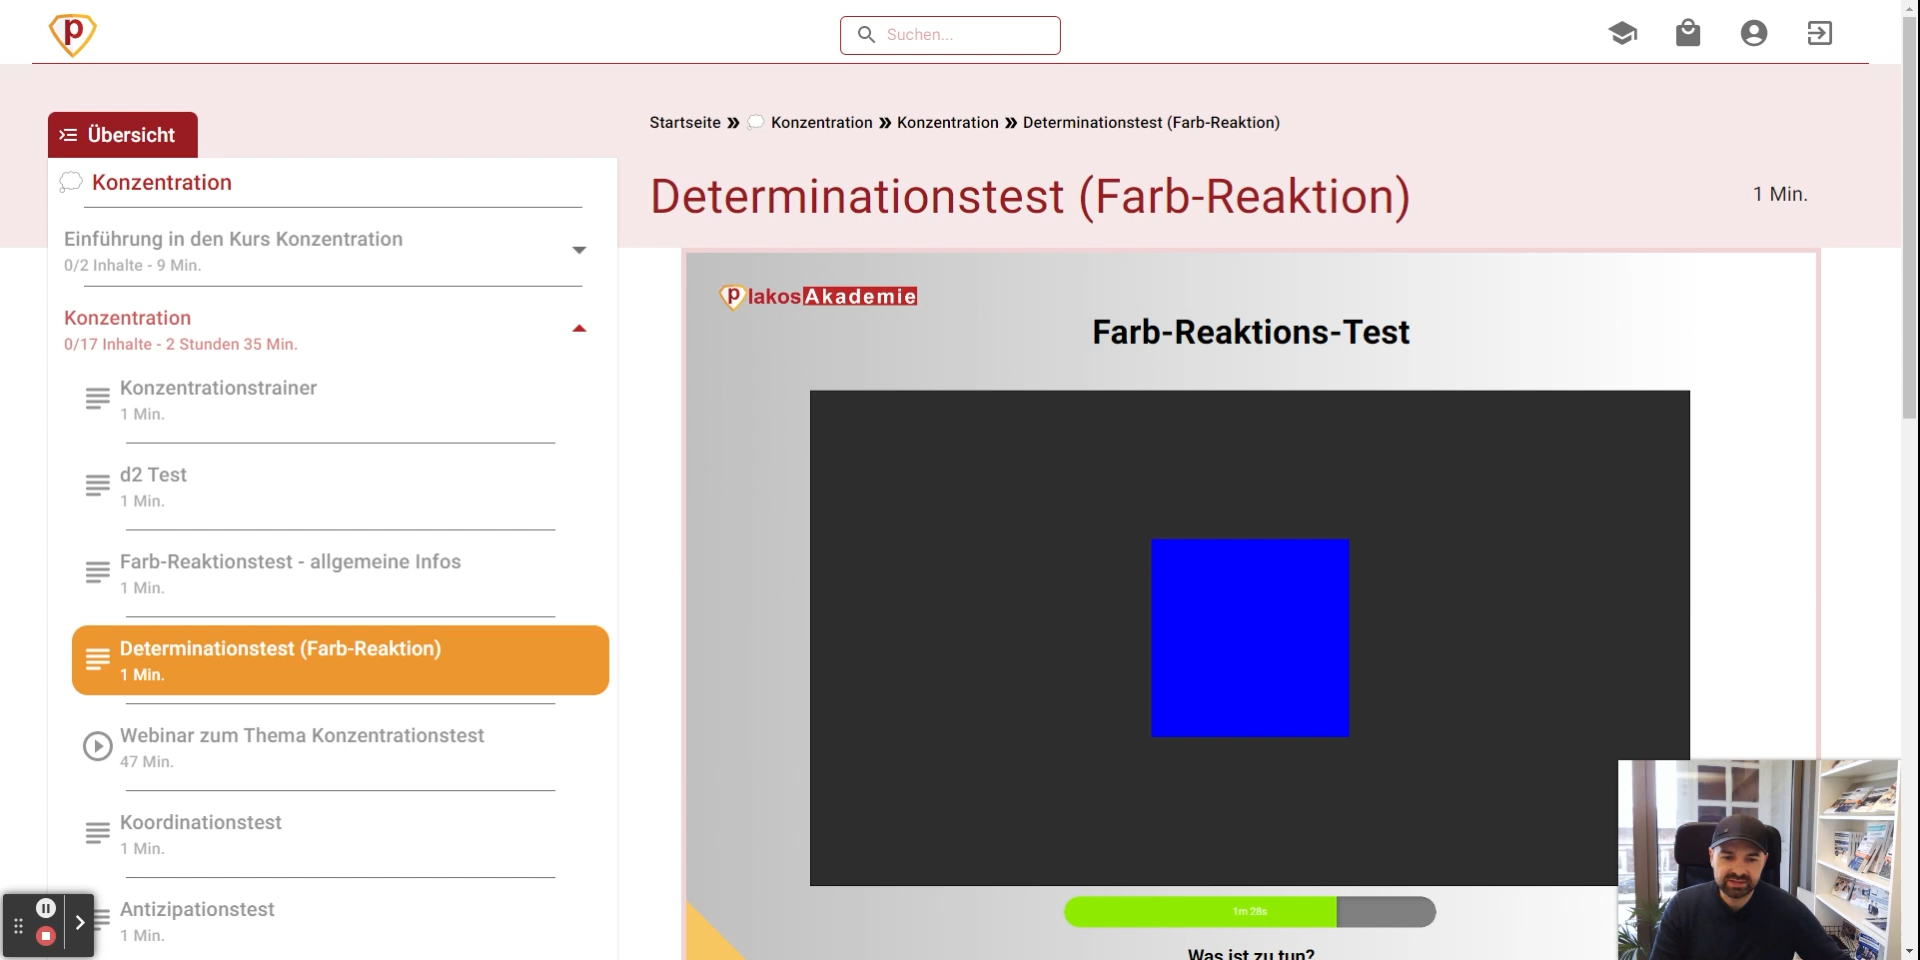 p
Suchen...
Übersicht
Startseite » Konzentration » Konzentration » Determinationstest (Farb-Reaktion)
Determinationstest (Farb-Reaktion)
1 Min.
Konzentration
Einführung in den Kurs Konzentration
0/2 Inhalte - 9 Min.
Konzentration
0/17 Inhalte - 2 Stunden 35 Min.
Konzentrationstrainer
1 Min.
d2 Test
1 Min.
Farb-Reaktionstest - allgemeine Infos
1 Min.
Determinationstest (Farb-Reaktion)
1 Min.
Webinar zum Thema Konzentrationstest
47 Min.
Koordinationstest
1 Min.
Antizipationstest
1 Min.
plakosAkademie
Farb-Reaktions-Test
1m 28s
Was ist zu tun?